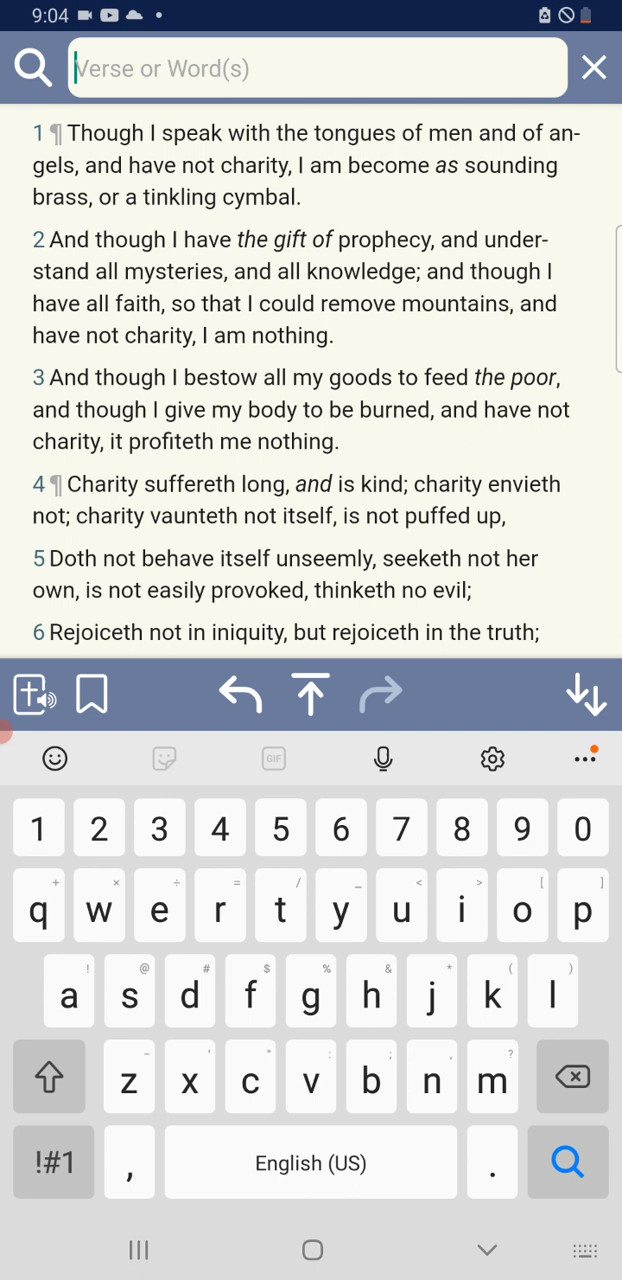 9:04
Verse or Word(s)
1 ¶ Though I speak with the tongues of men and of an-
gels, and have not charity, I am become as sounding
brass, or a tinkling cymbal.
2 And though I have the gift of prophecy, and under-
stand all mysteries, and all knowledge; and though I
have all faith, so that I could remove mountains, and
have not charity, I am nothing.
3 And though I bestow all my goods to feed the poor,
and though I give my body to be burned, and have not
charity, it profiteth me nothing.
4 ¶ Charity suffereth long, and is kind; charity envieth
not; charity vaunteth not itself, is not puffed up,
5 Doth not behave itself unseemly, seeketh not her
own, is not easily provoked, thinketh no evil;
6 Rejoiceth not in iniquity, but rejoiceth in the truth;
GIF
1 2 3 4 5 6 7 8 9 0
+ × ÷ = / _ < > [ ]
q w e r t y u i o p
! @ # $ % & * ( )
a s d f g h j k l
- ' " : ; , ?
z x c v b n m
!#1 , English (US) .